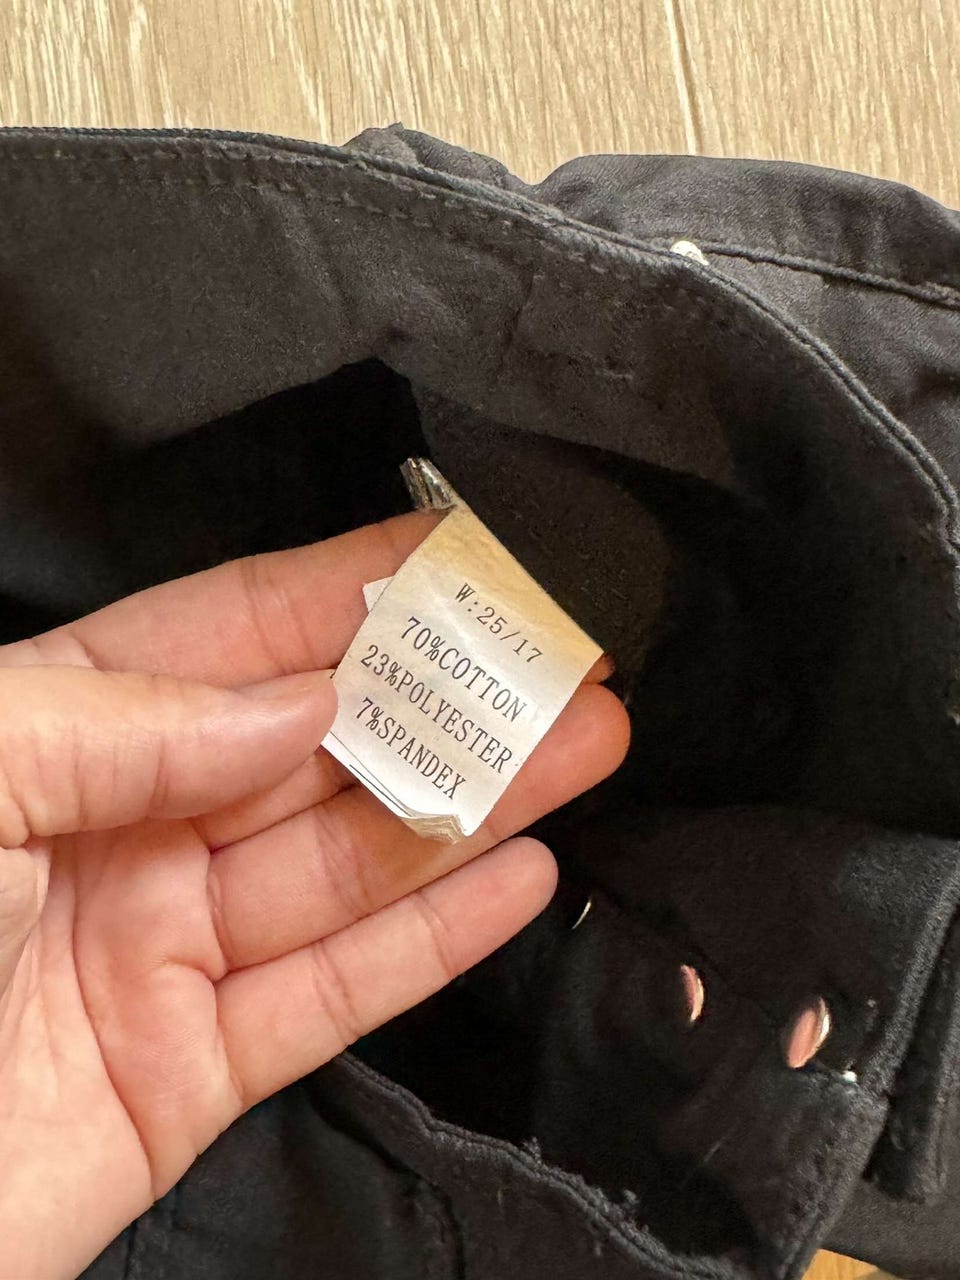 W:25/17
70%COTTON
23%POLYESTER
7%SPANDEX